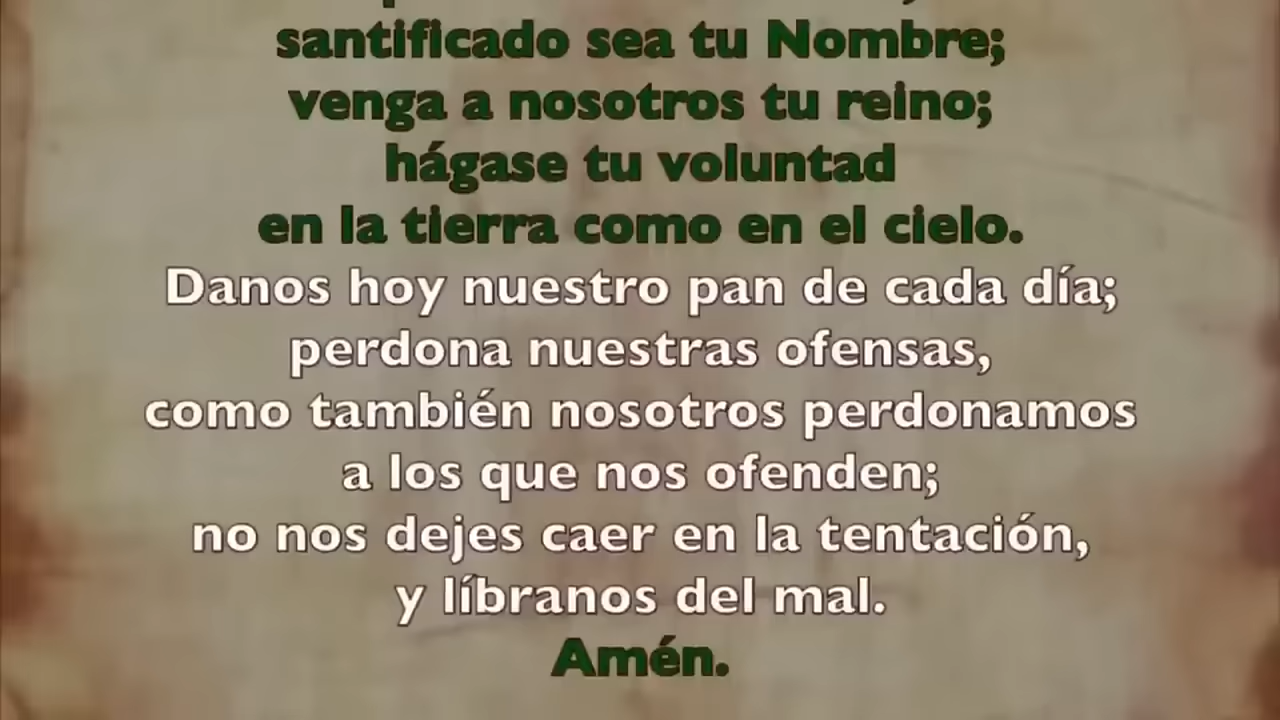 santificado sea tu Nombre;
venga a nosotros tu reino;
hágase tu voluntad
en la tierra como en el cielo.
Danos hoy nuestro pan de cada día;
perdona nuestras ofensas,
como también nosotros perdonamos
a los que nos ofenden;
no nos dejes caer en la tentación,
y líbranos del mal.
Amén.